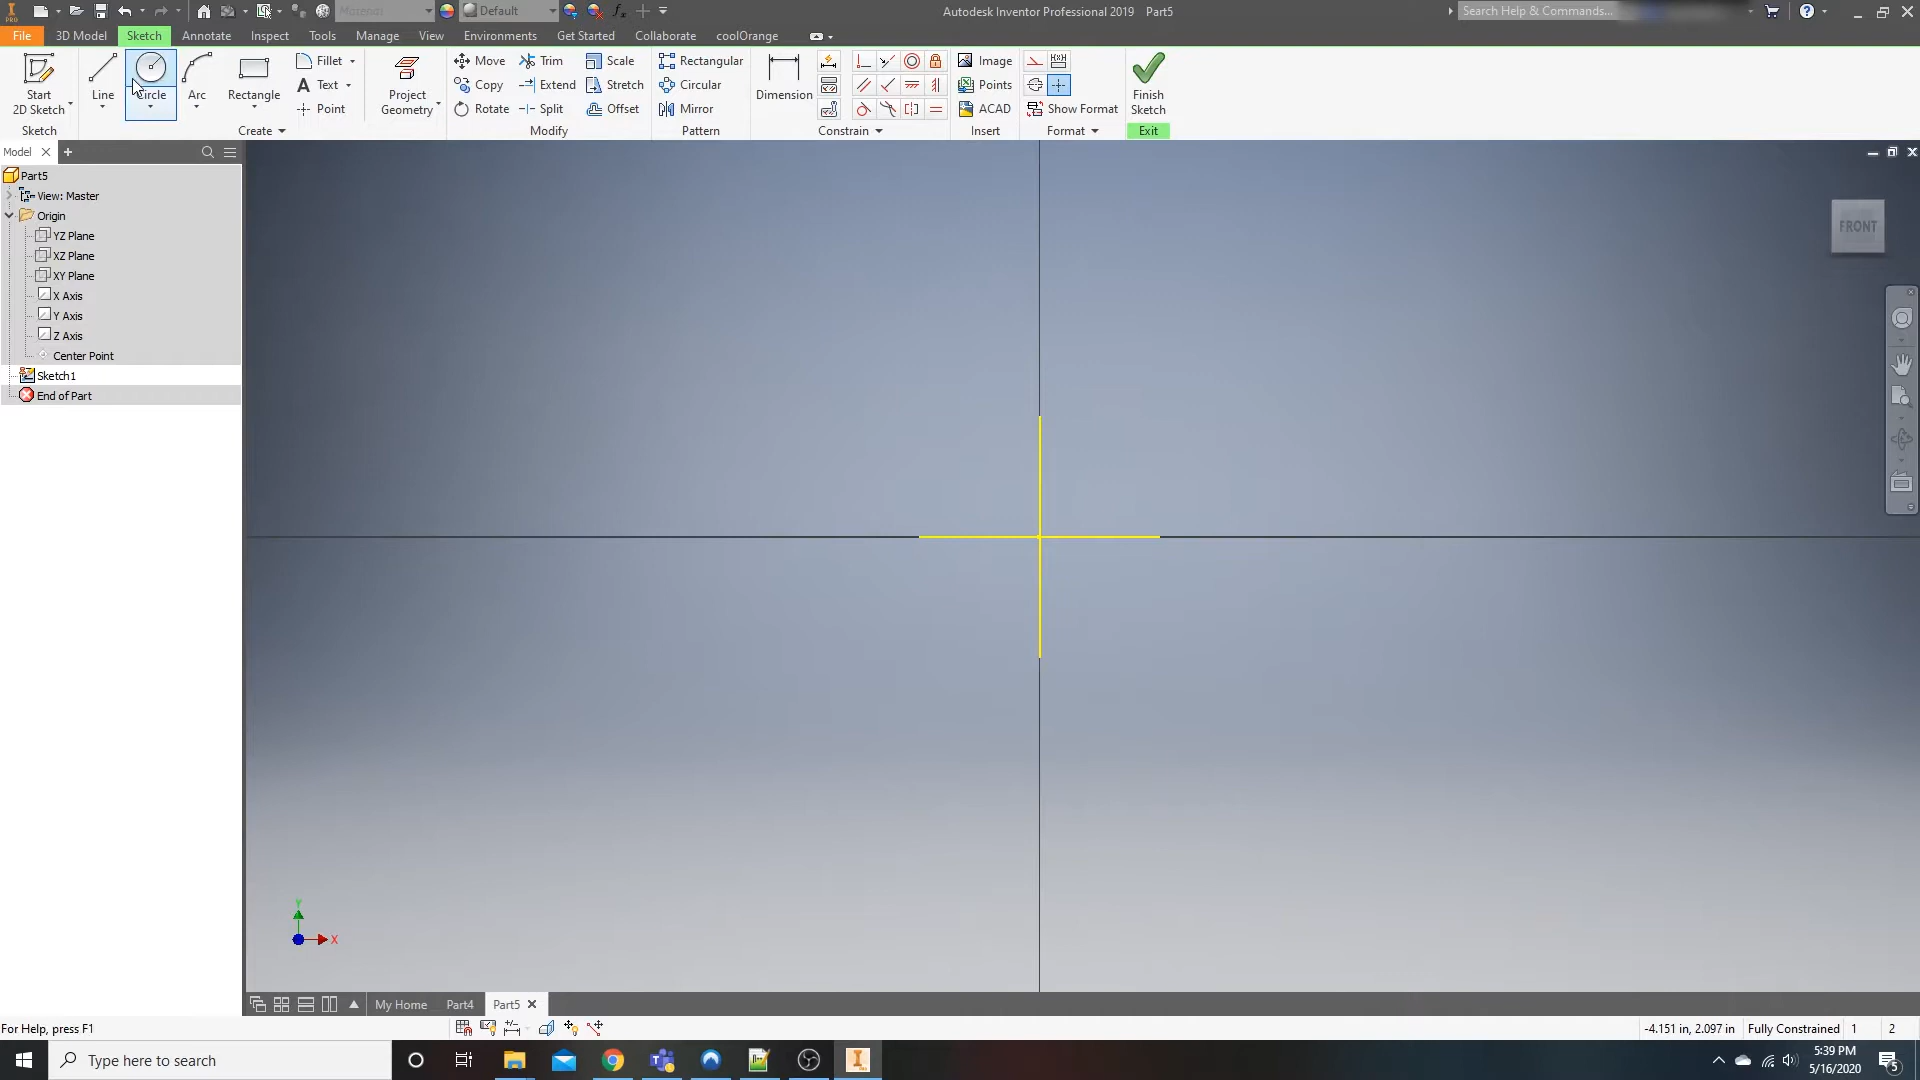 PRO
Material
Default
fx
Autodesk Inventor Professional 2019 Part5
Search Help & Commands...
File
3D Model
Sketch
Annotate
Inspect
Tools
Manage
View
Environments
Get Started
Collaborate
coolOrange
Start
2D Sketch
Line
Circle
Arc
Rectangle
Fillet
Text
Point
Project
Geometry
Move
Copy
Rotate
Trim
Extend
Split
Scale
Stretch
Offset
Rectangular
Circular
Mirror
Dimension
Image
Points
ACAD
Show Format
Finish
Sketch
Sketch
Create
Modify
Pattern
Constrain
Insert
Format
Exit
Model
Part5
View: Master
Origin
YZ Plane
XZ Plane
XY Plane
X Axis
Y Axis
Z Axis
Center Point
Sketch1
End of Part
FRONT
Y
X
My Home
Part4
Part5
For Help, press F1
-4.151 in, 2.097 in
Fully Constrained
1
2
Type here to search
5:39 PM
5/16/2020
5